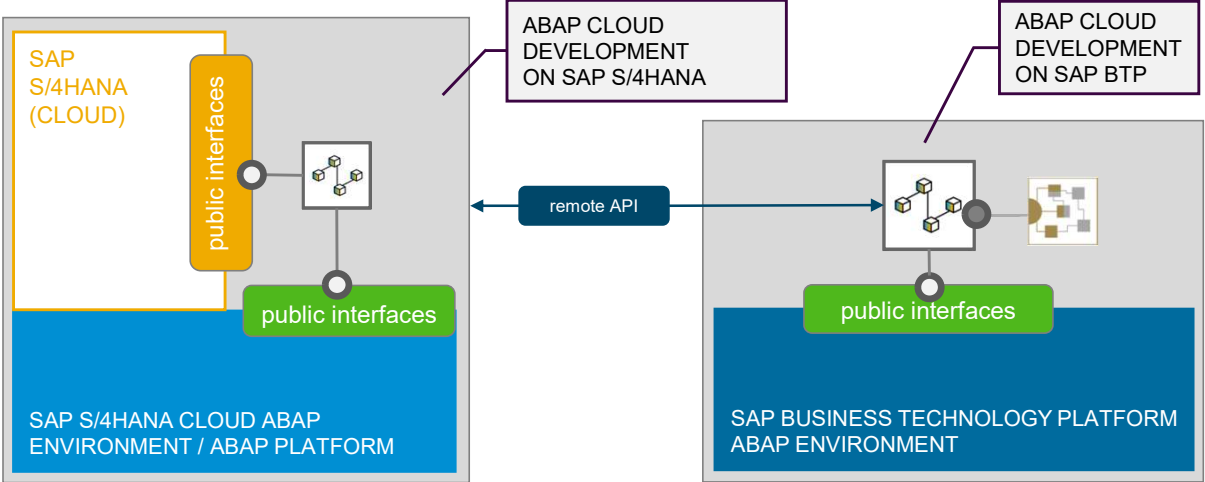 SAP
S/4HANA
(CLOUD)
public interfaces
public interfaces
SAP S/4HANA CLOUD ABAP
ENVIRONMENT / ABAP PLATFORM
ABAP CLOUD
DEVELOPMENT
ON SAP S/4HANA
remote API
ABAP CLOUD
DEVELOPMENT
ON SAP BTP
public interfaces
SAP BUSINESS TECHNOLOGY PLATFORM
ABAP ENVIRONMENT